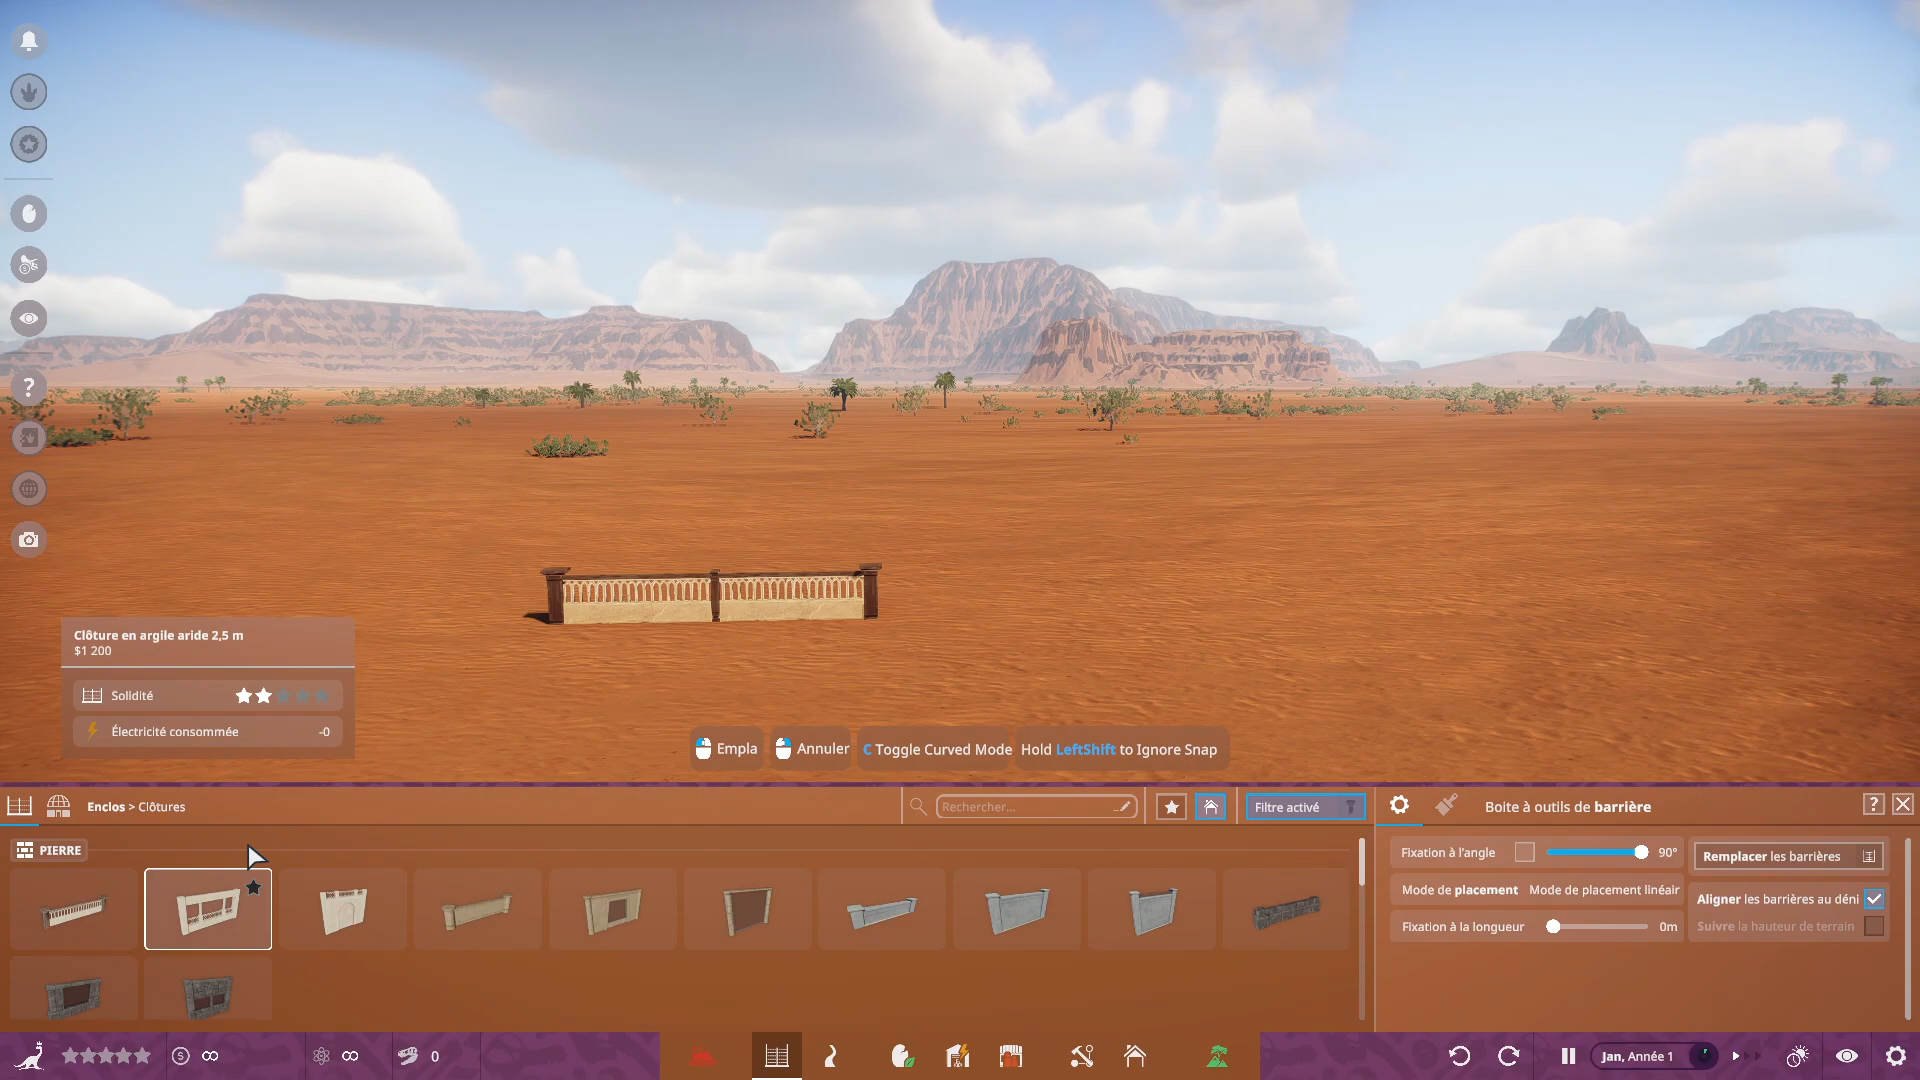 Clôture en argile aride 2,5 m
$1 200
Solidité
Électricité consommée -0
Empla
Annuler
C Toggle Curved Mode
Hold LeftShift to Ignore Snap
Enclos > Clôtures
Rechercher...
Filtre activé
Boite à outils de barrière
?
?
PIERRE
Fixation à l'angle 90°
Remplacer les barrières
Mode de placement Mode de placement linéair
Aligner les barrières au déni
Fixation à la longueur 0m
Suivre la hauteur de terrain
∞
∞
0
Jan, Année 1